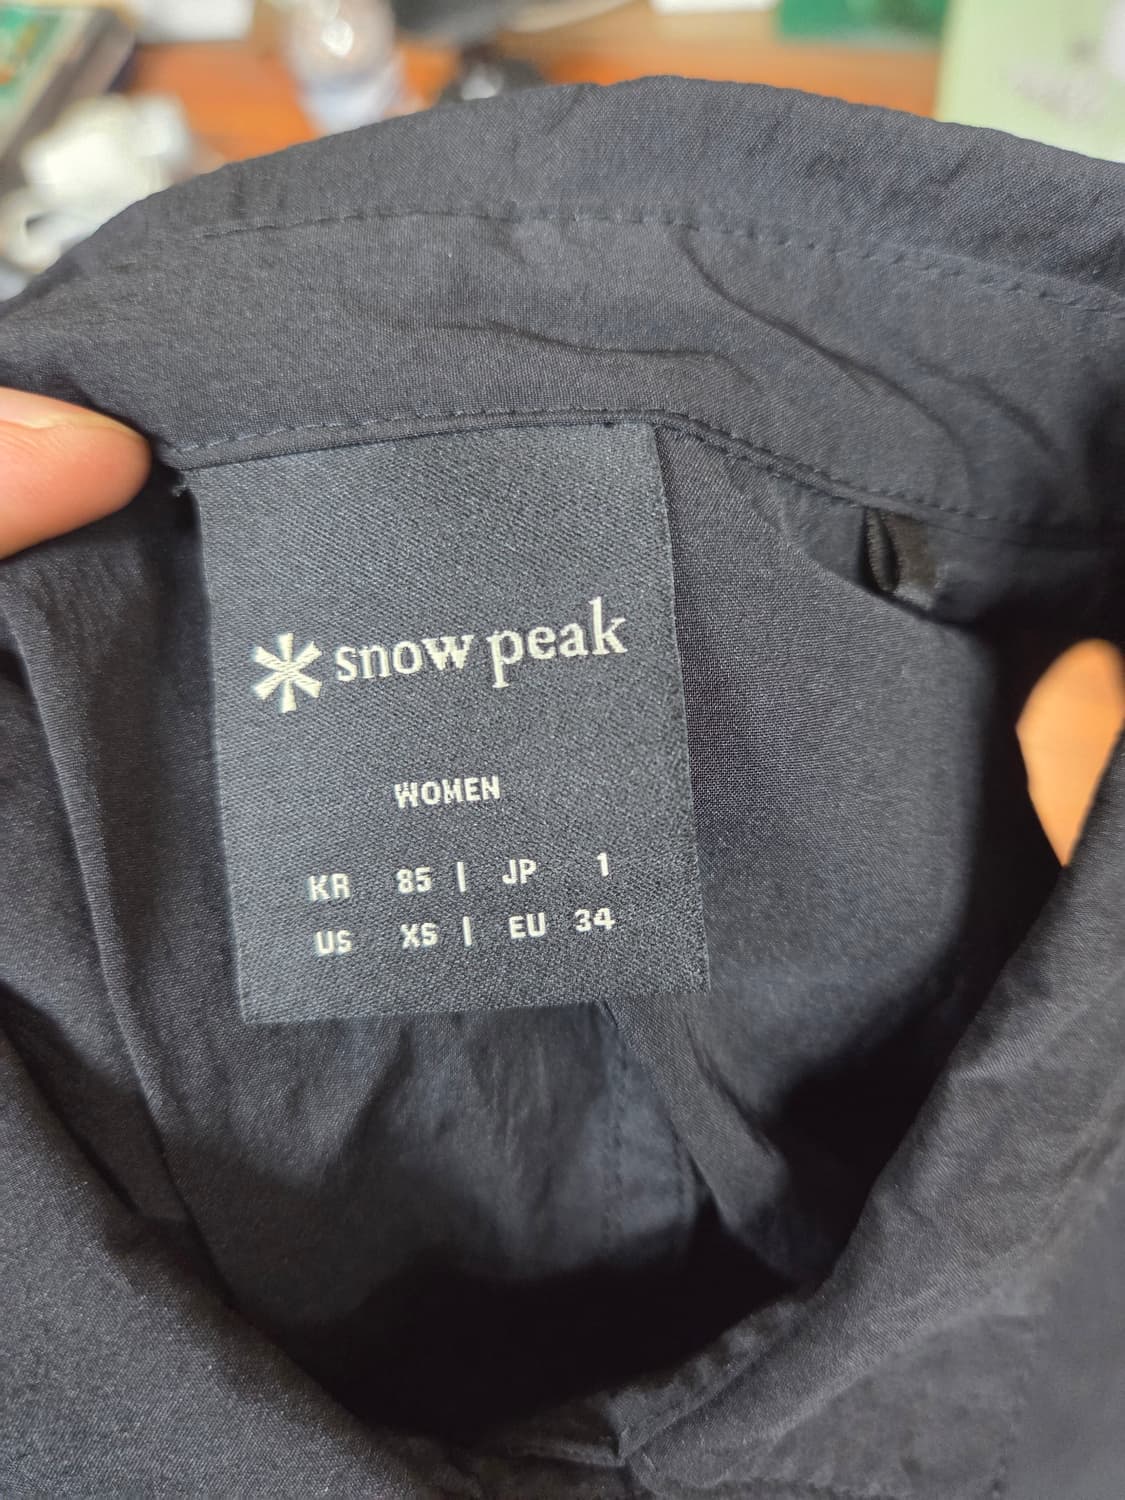 snow peak
WOMEN
KR 85 | JP 1
US XS | EU 34